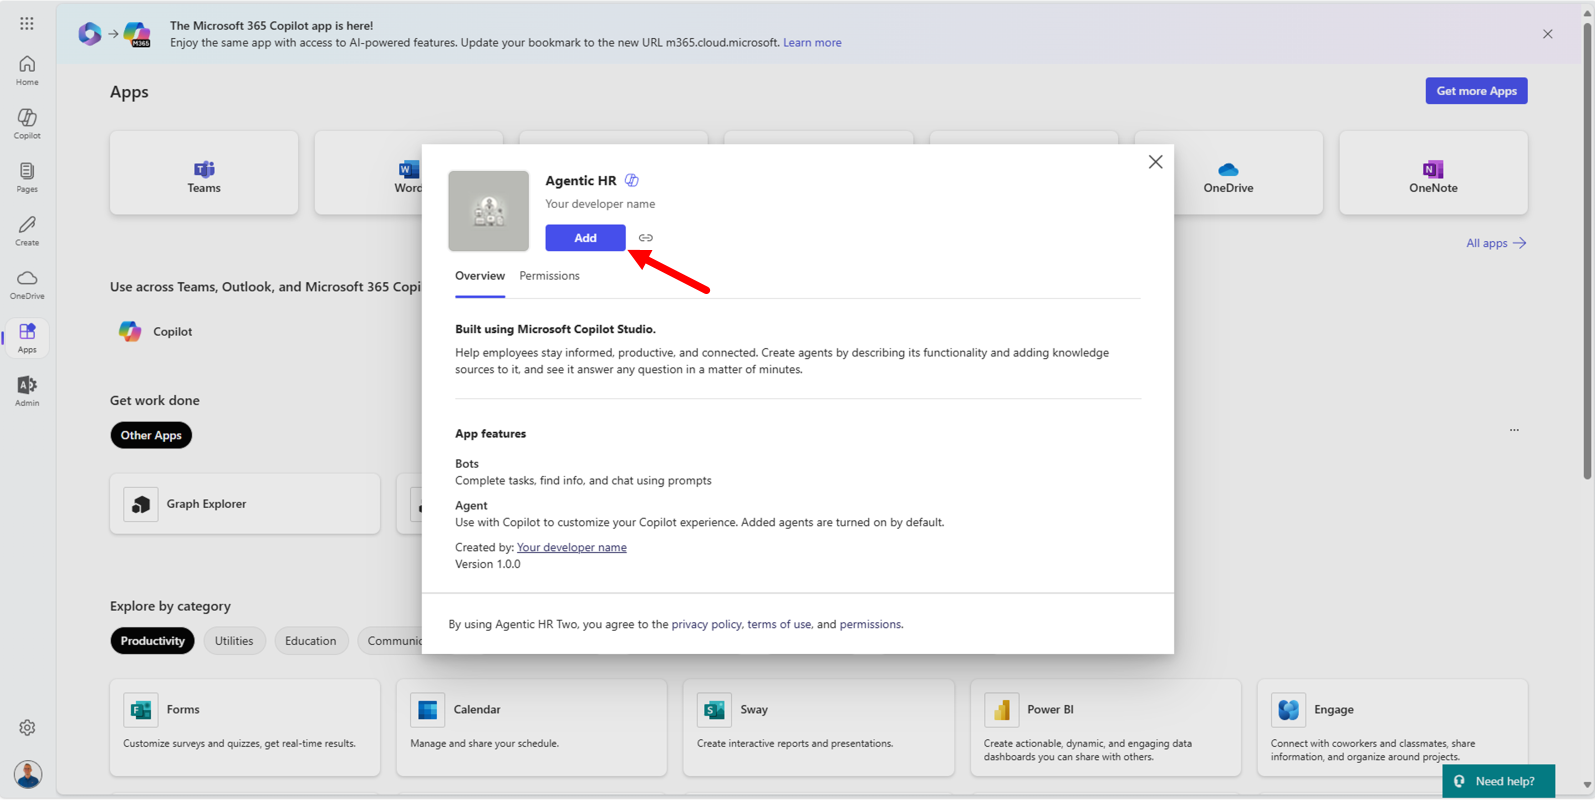 The Microsoft 365 Copilot app is here!
M365
Enjoy the same app with access to AI-powered features. Update your bookmark to the new URL m365.cloud.microsoft. Learn more
Home
Copilot
Pages
Create
OneDrive
Apps
Admin
Apps
Get more Apps
Teams
Word
OneDrive
OneNote
All apps
Use across Teams, Outlook, and Microsoft 365 Copi
Copilot
Get work done
Other Apps
Graph Explorer
Agentic HR
Your developer name
Add
Overview
Permissions
Built using Microsoft Copilot Studio.
Help employees stay informed, productive, and connected. Create agents by describing its functionality and adding knowledge
sources to it, and see it answer any question in a matter of minutes.
App features
Bots
Complete tasks, find info, and chat using prompts
Agent
Use with Copilot to customize your Copilot experience. Added agents are turned on by default.
Created by: Your developer name
Version 1.0.0
By using Agentic HR Two, you agree to the privacy policy, terms of use, and permissions.
...
Explore by category
Productivity
Utilities
Education
Communic
Forms
Customize surveys and quizzes, get real-time results.
Calendar
Manage and share your schedule.
Sway
Create interactive reports and presentations.
Power BI
Create actionable, dynamic, and engaging data
dashboards you can share with others.
Engage
Connect with coworkers and classmates, share
information, and organize around projects.
Need help?